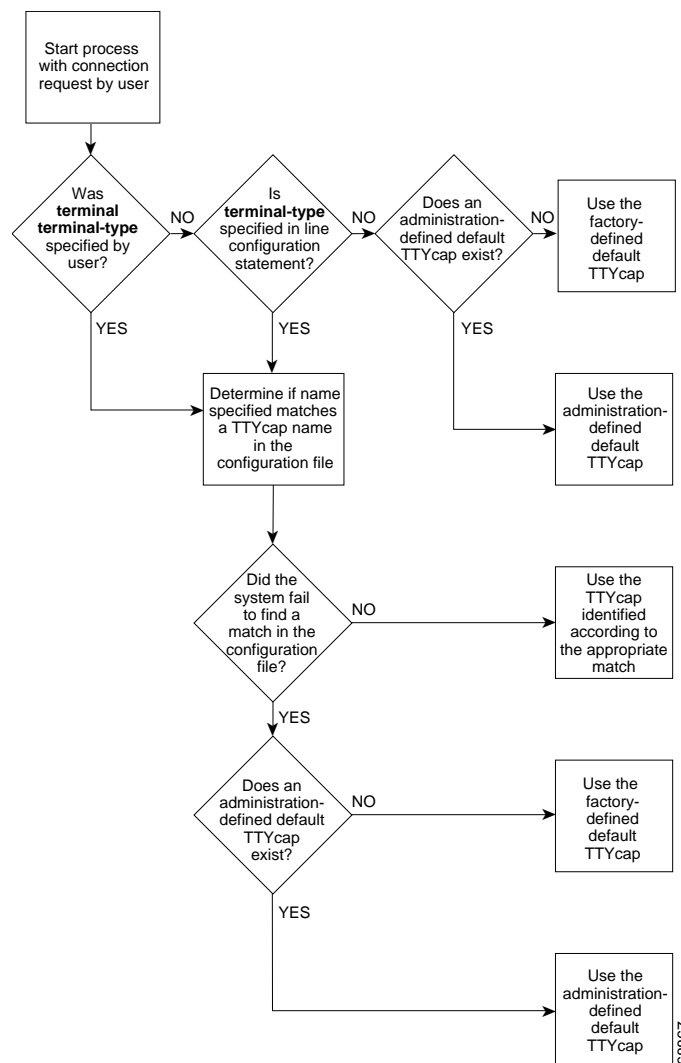 Start process
with connection
request by user
Was
terminal
terminal-type
specified by
user?
NO
Is
terminal-type
specified in line
configuration
statement?
NO
Does an
administration-
defined default
TTYcap exist?
NO
Use the
factory-
defined
default
TTYcap
YES
YES
YES
Determine if name
specified matches
a TTYcap name
in the
configuration file
Use the
administration-
defined
default
TTYcap
Did the
system fail
to find a
match in the
configuration
file?
NO
Use the
TTYcap
identified
according to
the appropriate
match
YES
Does an
administration-
defined default
TTYcap
exist?
NO
Use the
factory-
defined
default
TTYcap
YES
Use the
administration-
defined
default
TTYcap